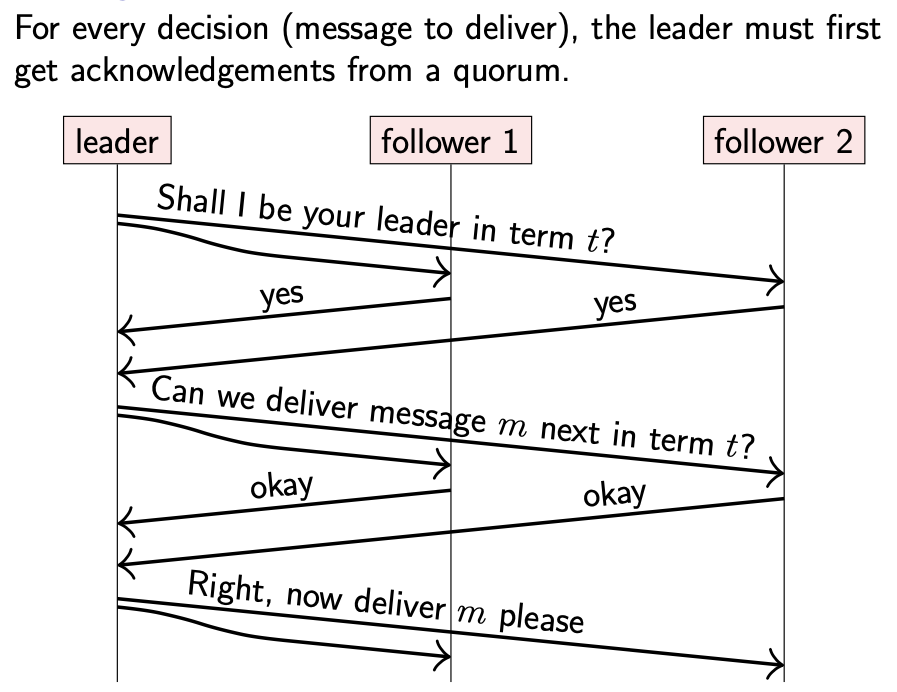 For every decision (message to deliver), the leader must first
get acknowledgements from a quorum.
leader
follower 1
follower 2
Shall I be your leader in term t?
yes
yes
Can we deliver message m next in term t?
okay
okay
Right, now deliver m please